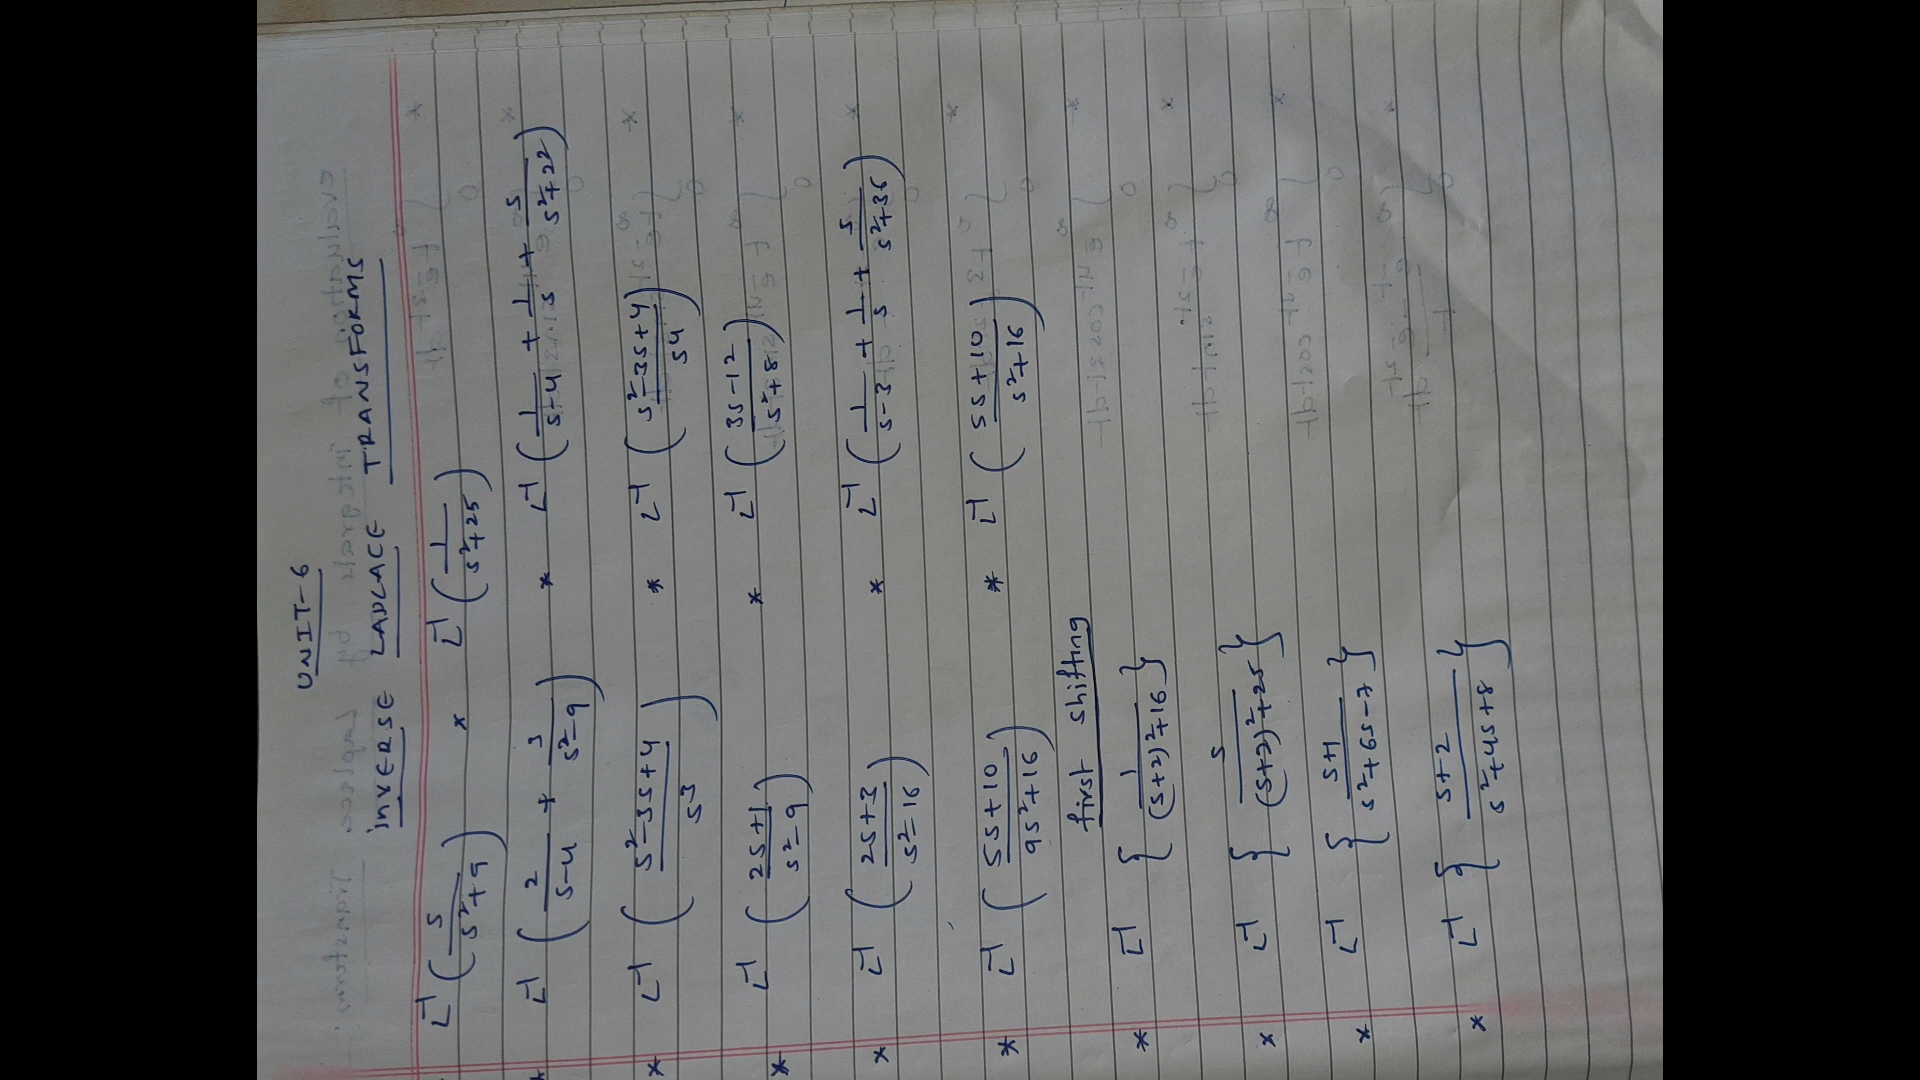 UNIT-6
INVERSE LAPLACE TRANSFORMS
L⁻¹ (s/(s²+9)) * L⁻¹ (1/(s²+25))
* L⁻¹ (2/(s-4) + 3/(s²-9)) * L⁻¹ (1/(s-4) + 1/s + s/(s²+22))
* L⁻¹ ((s²-3s+4)/s³) * L⁻¹ ((s²-3s+4)/s4)
* L⁻¹ ((2s+1)/(s²-9)) * L⁻¹ ((3s-12)/(s²+8))
* L⁻¹ ((2s+3)/(s²-16)) * L⁻¹ (1/(s-3) + 1/s + s/(s²+36))
* L⁻¹ ((5s+10)/(9s²+16)) * L⁻¹ ((5s+10)/(s²+16))
first shifting
* L⁻¹ {1/((s+2)²+16)}
* L⁻¹ {s/((s+2)²+25)}
* L⁻¹ {(s+1)/(s²+6s-7)}
* L⁻¹ {(s+2)/(s²+4s+8)}